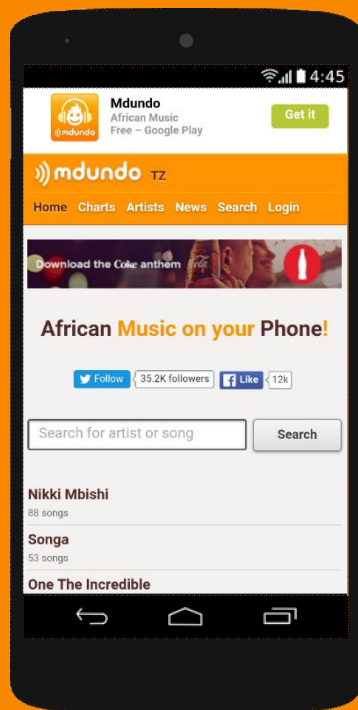 4:45
Mdundo
African Music
Free – Google Play
Get it
mdundo
mdundo TZ
Home Charts Artists News Search Login
Download the Coke anthem
African Music on your Phone!
Follow 35.2K followers Like 12k
Search for artist or song Search
Nikki Mbishi
88 songs
Songa
53 songs
One The Incredible